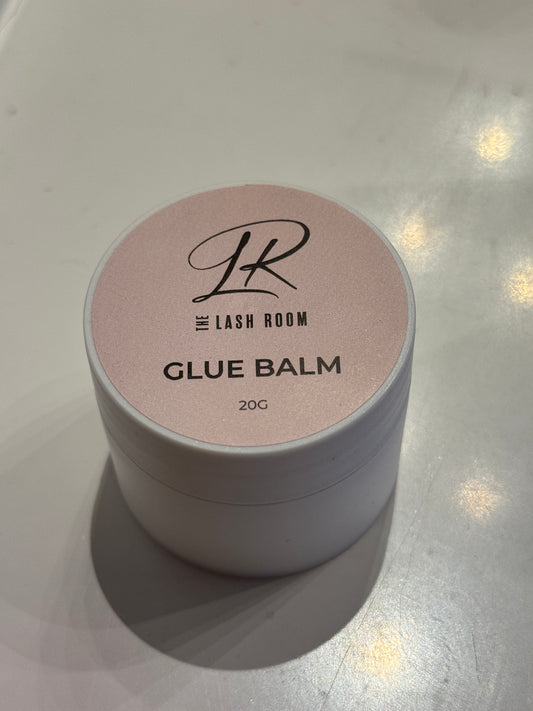 LR
THE LASH ROOM
GLUE BALM
20G